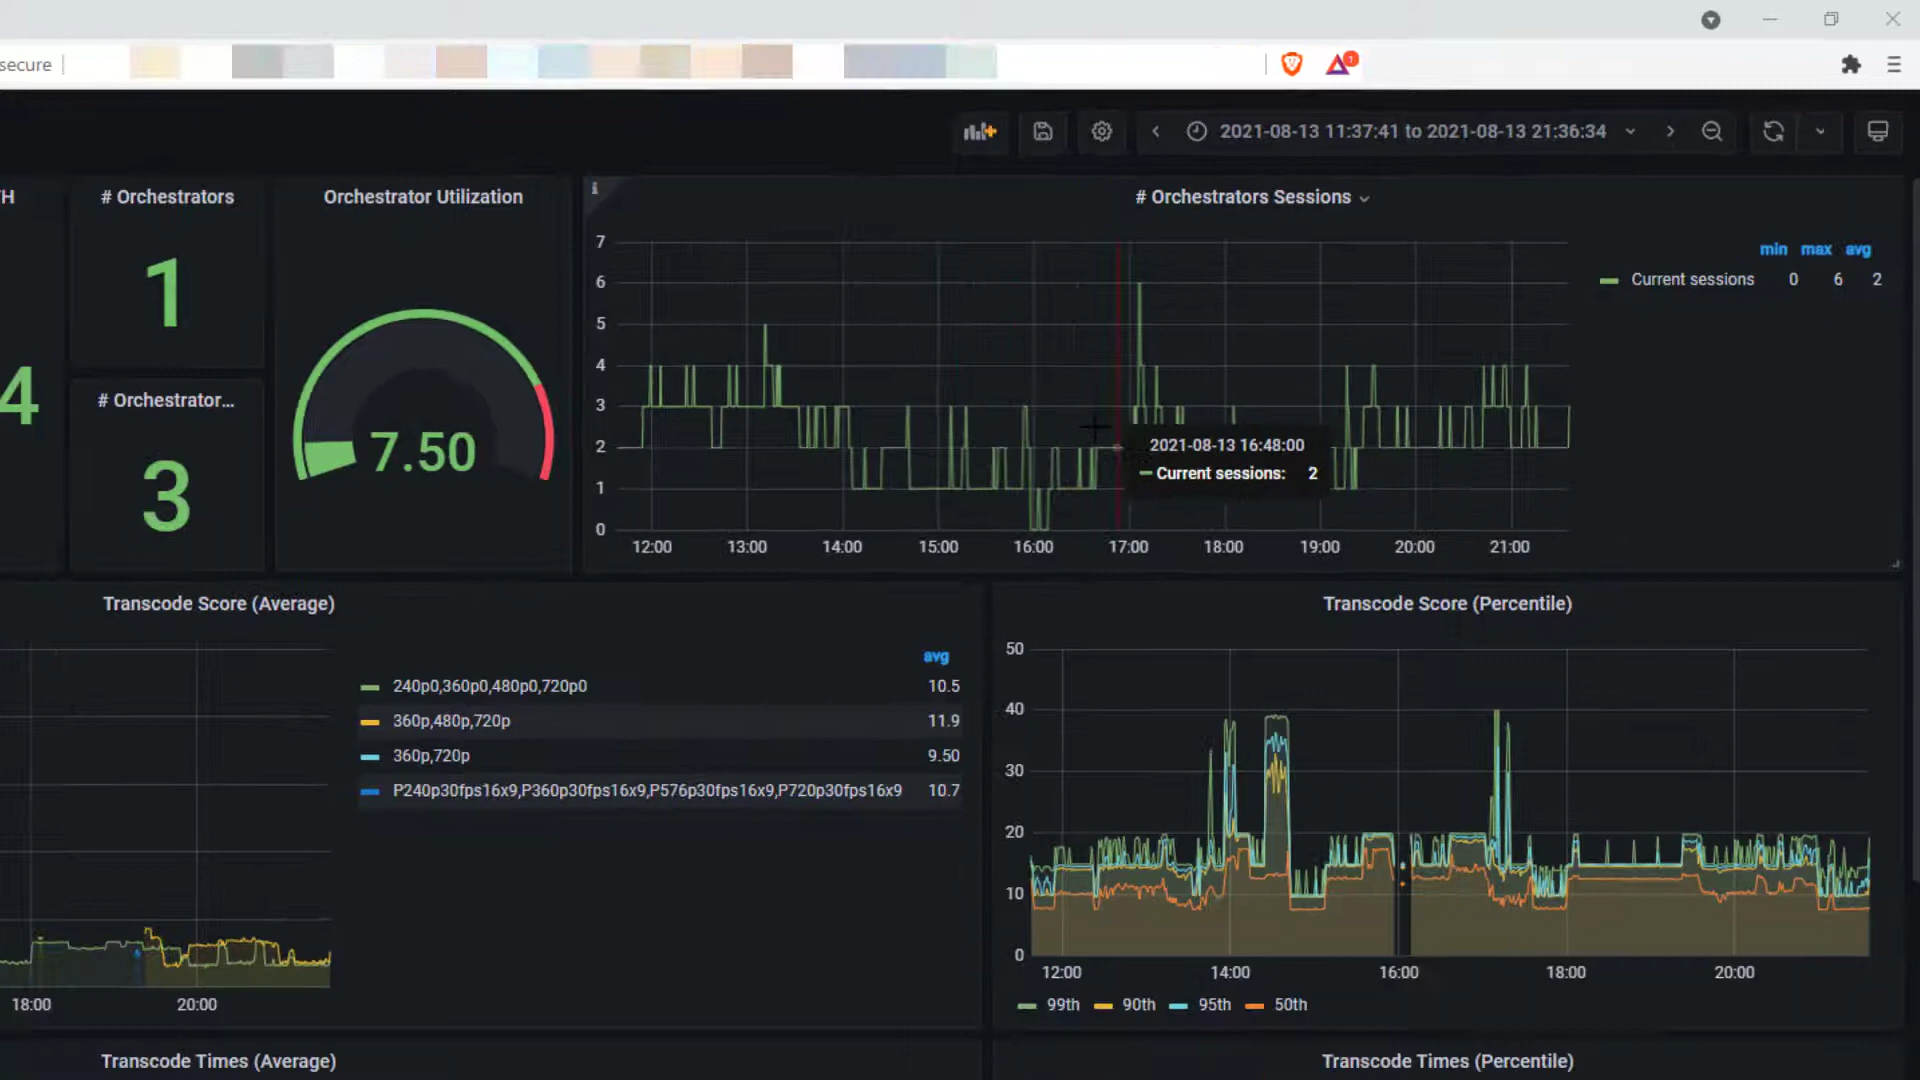 secure
1
2021-08-13 11:37:41 to 2021-08-13 21:36:34
H
# Orchestrators
Orchestrator Utilization
# Orchestrators Sessions
1
4
# Orchestrator...
3
7.50
7
6
5
4
3
2
1
0
12:00 13:00 14:00 15:00 16:00 17:00 18:00 19:00 20:00 21:00
min max avg
Current sessions 0 6 2
2021-08-13 16:48:00
Current sessions: 2
Transcode Score (Average)
avg
240p0,360p0,480p0,720p0 10.5
360p,480p,720p 11.9
360p,720p 9.50
P240p30fps16x9,P360p30fps16x9,P576p30fps16x9,P720p30fps16x9 10.7
18:00 20:00
Transcode Score (Percentile)
50
40
30
20
10
0
12:00 14:00 16:00 18:00 20:00
99th 90th 95th 50th
Transcode Times (Average)
Transcode Times (Percentile)